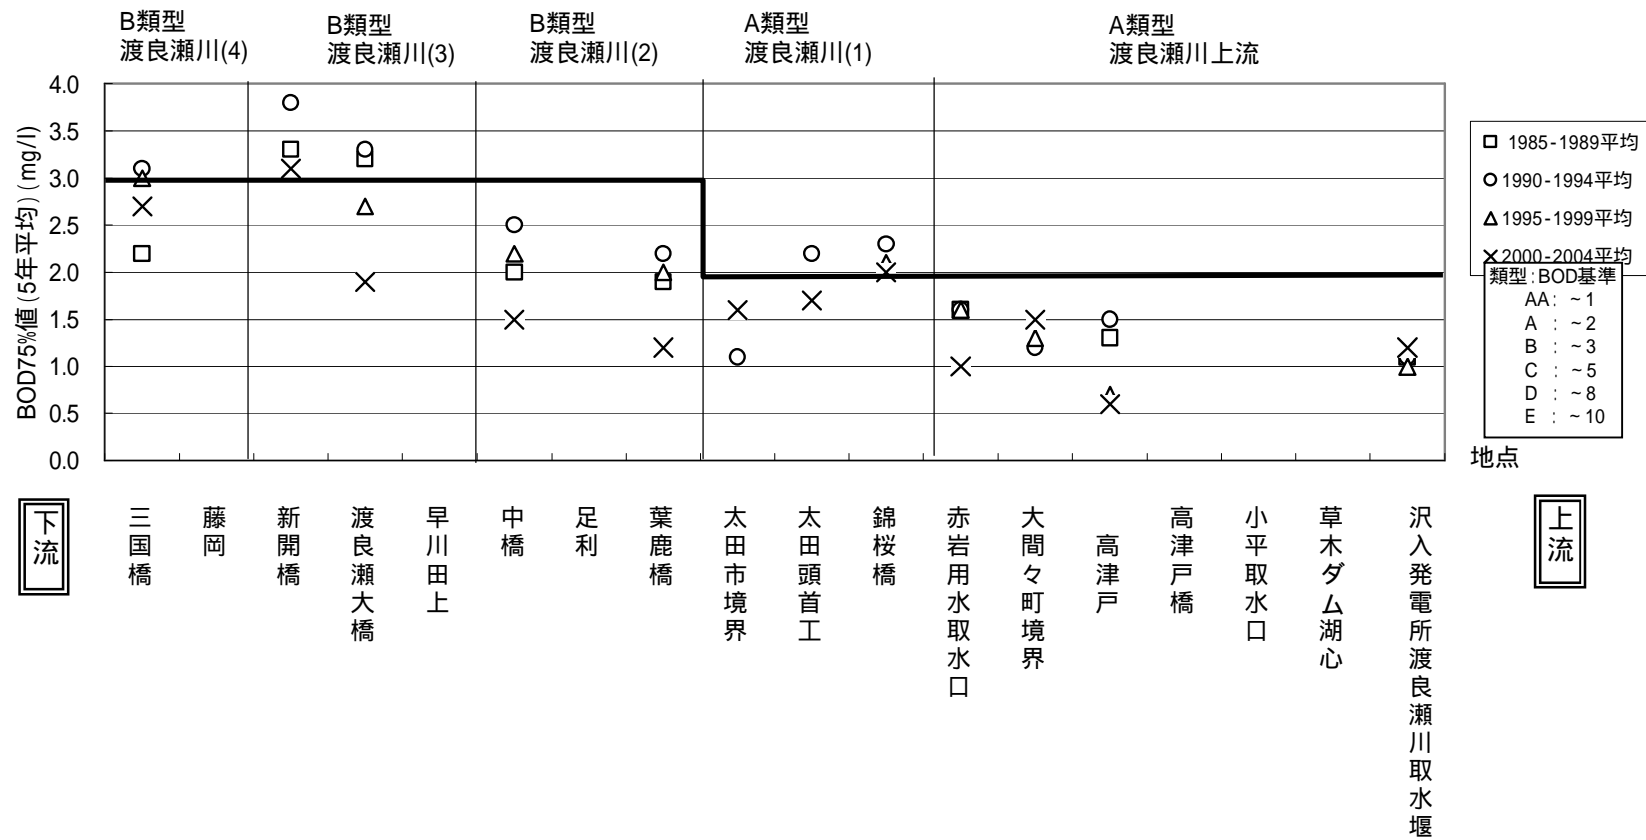 B類型
渡良瀬川(4)
B類型
渡良瀬川(3)
B類型
渡良瀬川(2)
A類型
渡良瀬川(1)
A類型
渡良瀬川上流
BOD75%値(5年平均)(mg/l)
4.0
3.5
3.0
2.5
2.0
1.5
1.0
0.5
0.0
1985-1989平均
1990-1994平均
1995-1999平均
2000-2004平均
類型:BOD基準
AA: ~1
A : ~2
B : ~3
C : ~5
D : ~8
E : ~10
地点
下流
三国橋
藤岡
新開橋
渡良瀬大橋
早川田上
中橋
足利
葉鹿橋
太田市境界
太田頭首工
錦桜橋
赤岩用水取水口
大間々町境界
高津戸
高津戸橋
小平取水口
草木ダム湖心
沢入発電所渡良瀬川取水堰
上流